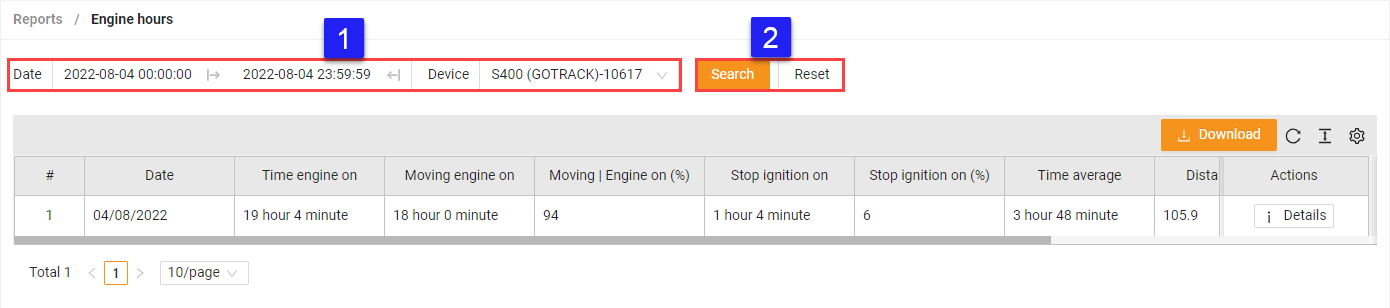 Reports / Engine hours
1
2
Date 2022-08-04 00:00:00 2022-08-04 23:59:59 Device S400 (GOTRACK)-10617 Search Reset
Download
# Date Time engine on Moving engine on Moving | Engine on (%) Stop ignition on Stop ignition on (%) Time average Dista Actions
1 04/08/2022 19 hour 4 minute 18 hour 0 minute 94 1 hour 4 minute 6 3 hour 48 minute 105.9 Details
Total 1 < 1 > 10/page